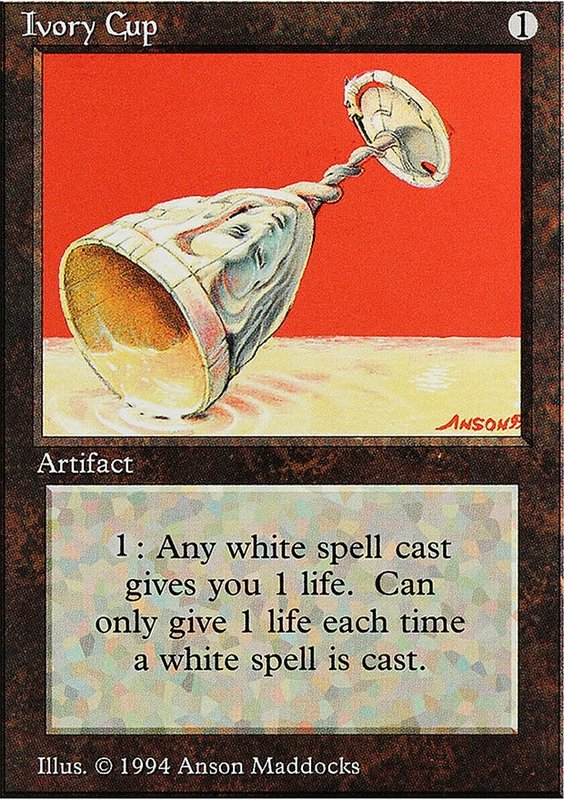 Ivory Cup 1
ANSON93
Artifact
1: Any white spell cast
gives you 1 life. Can
only give 1 life each time
a white spell is cast.
Illus. © 1994 Anson Maddocks